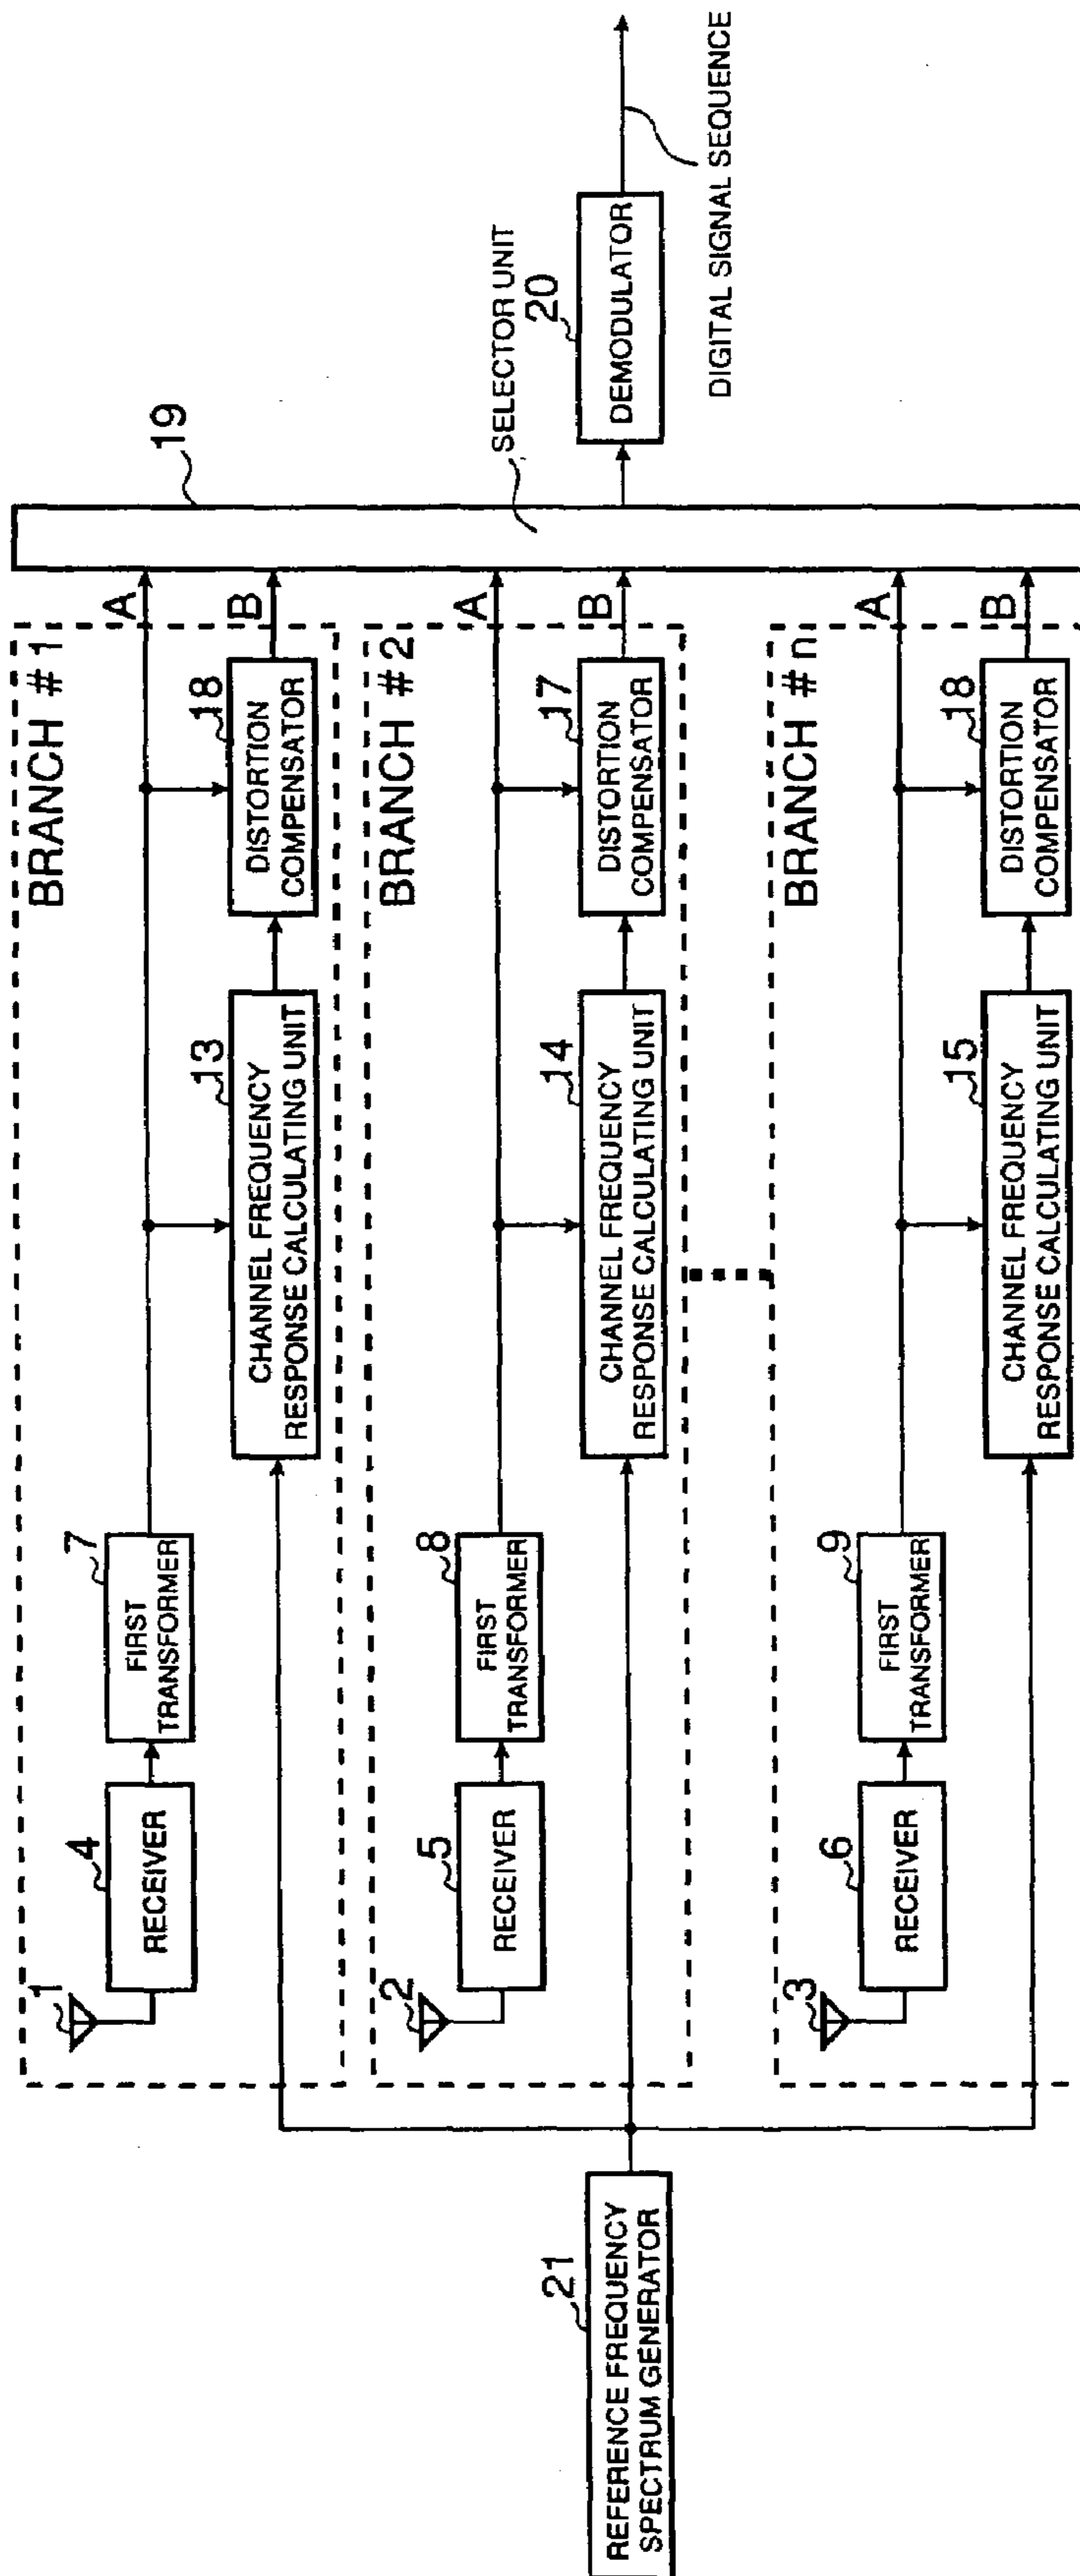 REFERENCE FREQUENCY
SPECTRUM GENERATOR
21
BRANCH #1
1
RECEIVER
4
FIRST
TRANSFORMER
7
CHANNEL FREQUENCY
RESPONSE CALCULATING UNIT
13
DISTORTION
COMPENSATOR
18
A
B
BRANCH #2
2
RECEIVER
5
FIRST
TRANSFORMER
8
CHANNEL FREQUENCY
RESPONSE CALCULATING UNIT
14
DISTORTION
COMPENSATOR
17
A
B
BRANCH #n
3
RECEIVER
6
FIRST
TRANSFORMER
9
CHANNEL FREQUENCY
RESPONSE CALCULATING UNIT
15
DISTORTION
COMPENSATOR
18
A
B
19
SELECTOR UNIT
20
DEMODULATOR
DIGITAL SIGNAL SEQUENCE